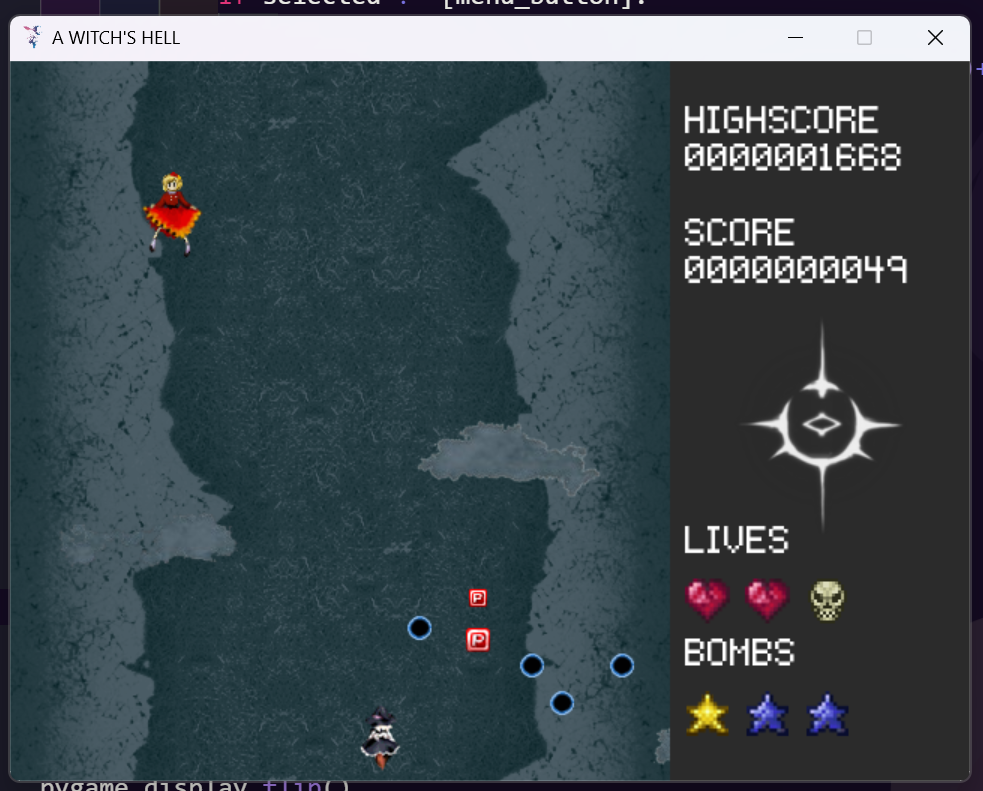 if selected . [menu_button].
A WITCH'S HELL
HIGHSCORE
0000001668
SCORE
0000000049
LIVES
P
P
BOMBS
pygame.display.flip()